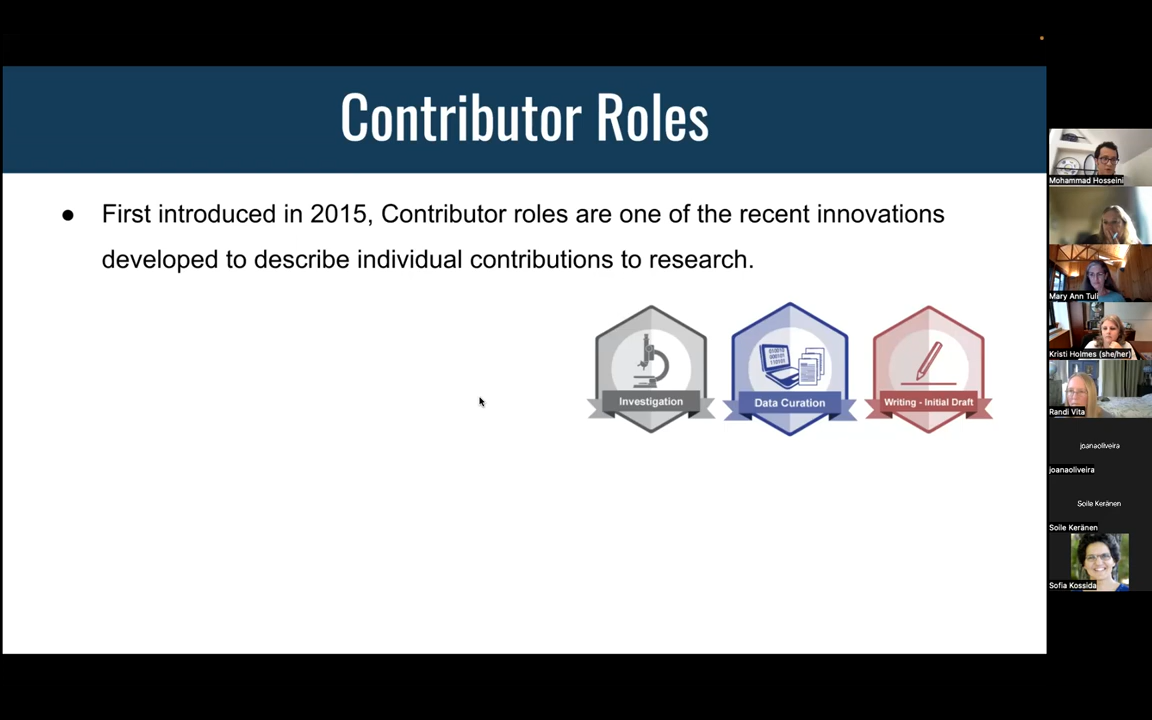 Contributor Roles
● First introduced in 2015, Contributor roles are one of the recent innovations
developed to describe individual contributions to research.
Investigation
Data Curation
Writing - Initial Draft
Mohammad Hosseini
Mary Ann Tuli
Kristi Holmes (she/her)
Randi Vita
joanaoliveira
joanaoliveira
Soile Keränen
Soile Keränen
Sofia Kossida